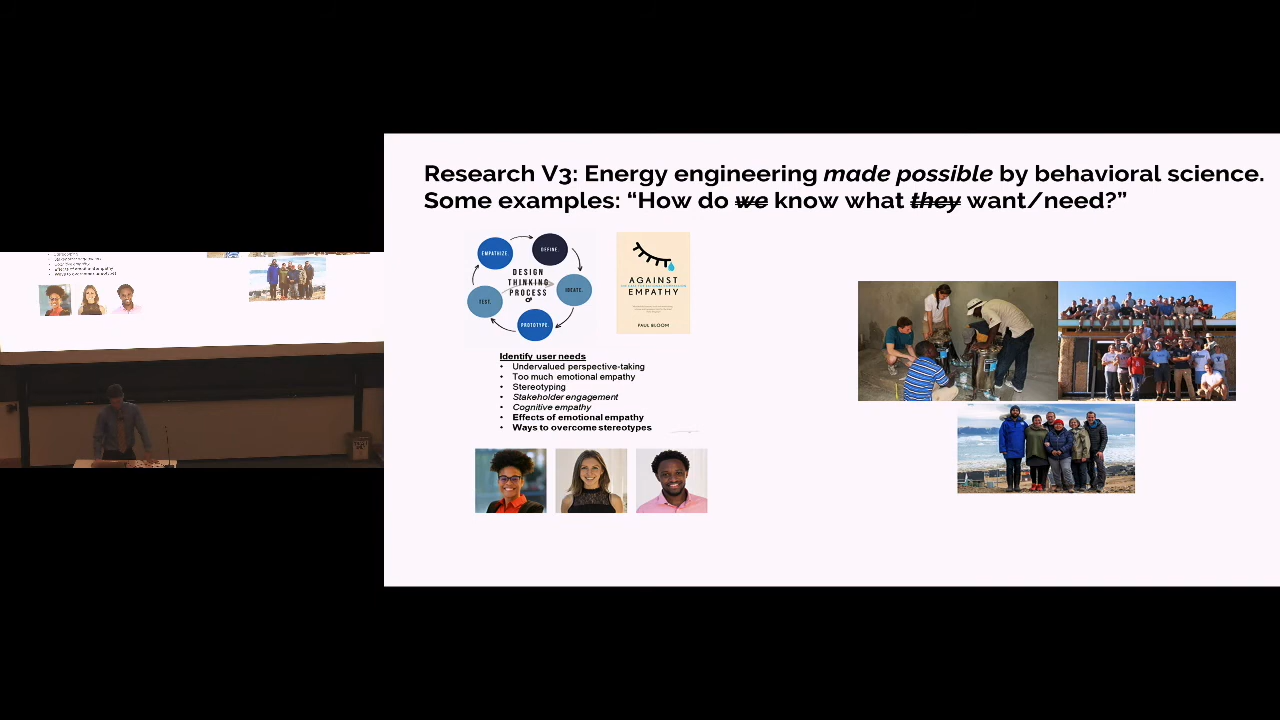 Research V3: Energy engineering made possible by behavioral science.
Some examples: “How do we know what they want/need?”
EMPATHIZE.
DEFINE.
DESIGN
THINKING
PROCESS
IDEATE.
TEST.
PROTOTYPE.
AGAINST
EMPATHY
PAUL BLOOM
Identify user needs
• Undervalued perspective-taking
• Too much emotional empathy
• Stereotyping
• Stakeholder engagement
• Cognitive empathy
• Effects of emotional empathy
• Ways to overcome stereotypes